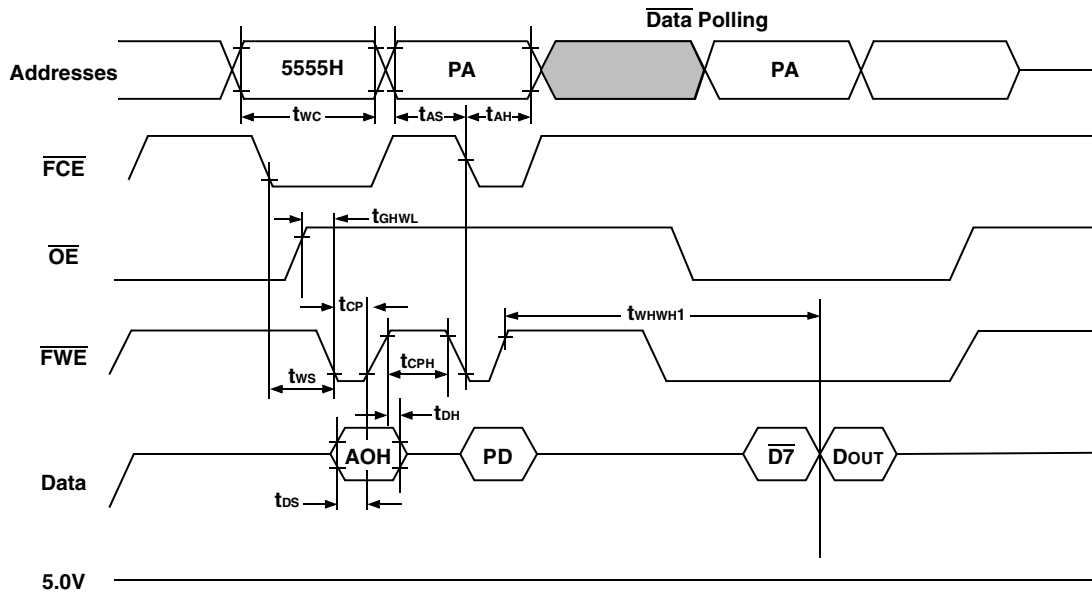 Data Polling
Addresses 5555H PA PA
tWC tAS tAH
FCE
tGHWL
OE
tCP tWHWH1
FWE
tCPH
tWS
tDH
Data AOH PD D7 DOUT
tDS
5.0V